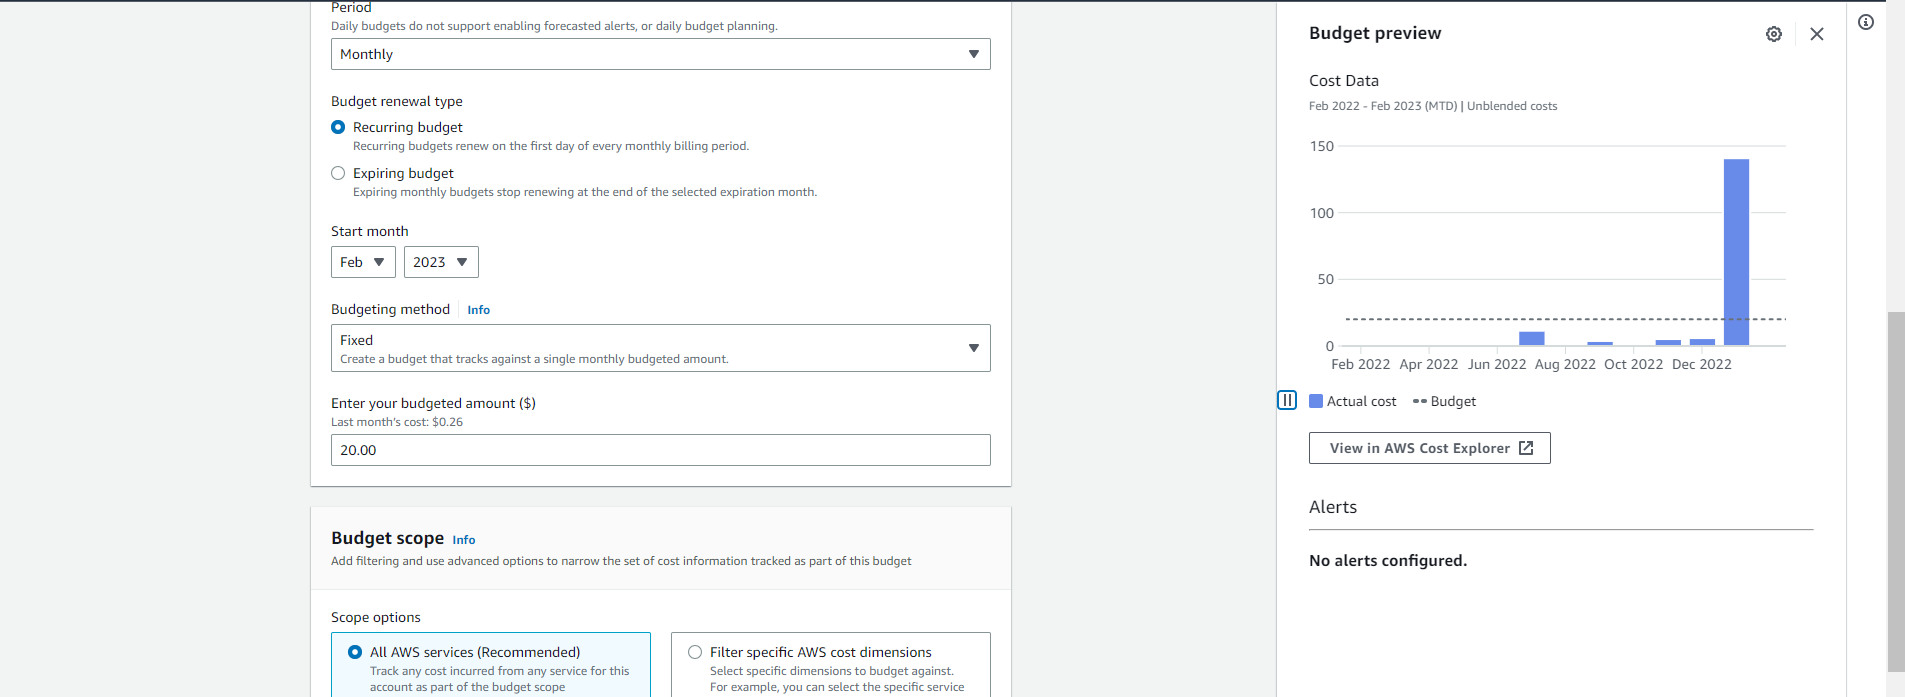 Period
Daily budgets do not support enabling forecasted alerts, or daily budget planning.
Monthly
Budget renewal type
Recurring budget
Recurring budgets renew on the first day of every monthly billing period.
Expiring budget
Expiring monthly budgets stop renewing at the end of the selected expiration month.
Start month
Feb 2023
Budgeting method Info
Fixed
Create a budget that tracks against a single monthly budgeted amount.
Enter your budgeted amount ($)
Last month's cost: $0.26
20.00
Budget scope Info
Add filtering and use advanced options to narrow the set of cost information tracked as part of this budget
Scope options
All AWS services (Recommended)
Track any cost incurred from any service for this
account as part of the budget scope
Filter specific AWS cost dimensions
Select specific dimensions to budget against.
For example, you can select the specific service
Budget preview
Cost Data
Feb 2022 - Feb 2023 (MTD) | Unblended costs
150
100
50
0
Feb 2022 Apr 2022 Jun 2022 Aug 2022 Oct 2022 Dec 2022
Actual cost Budget
View in AWS Cost Explorer
Alerts
No alerts configured.